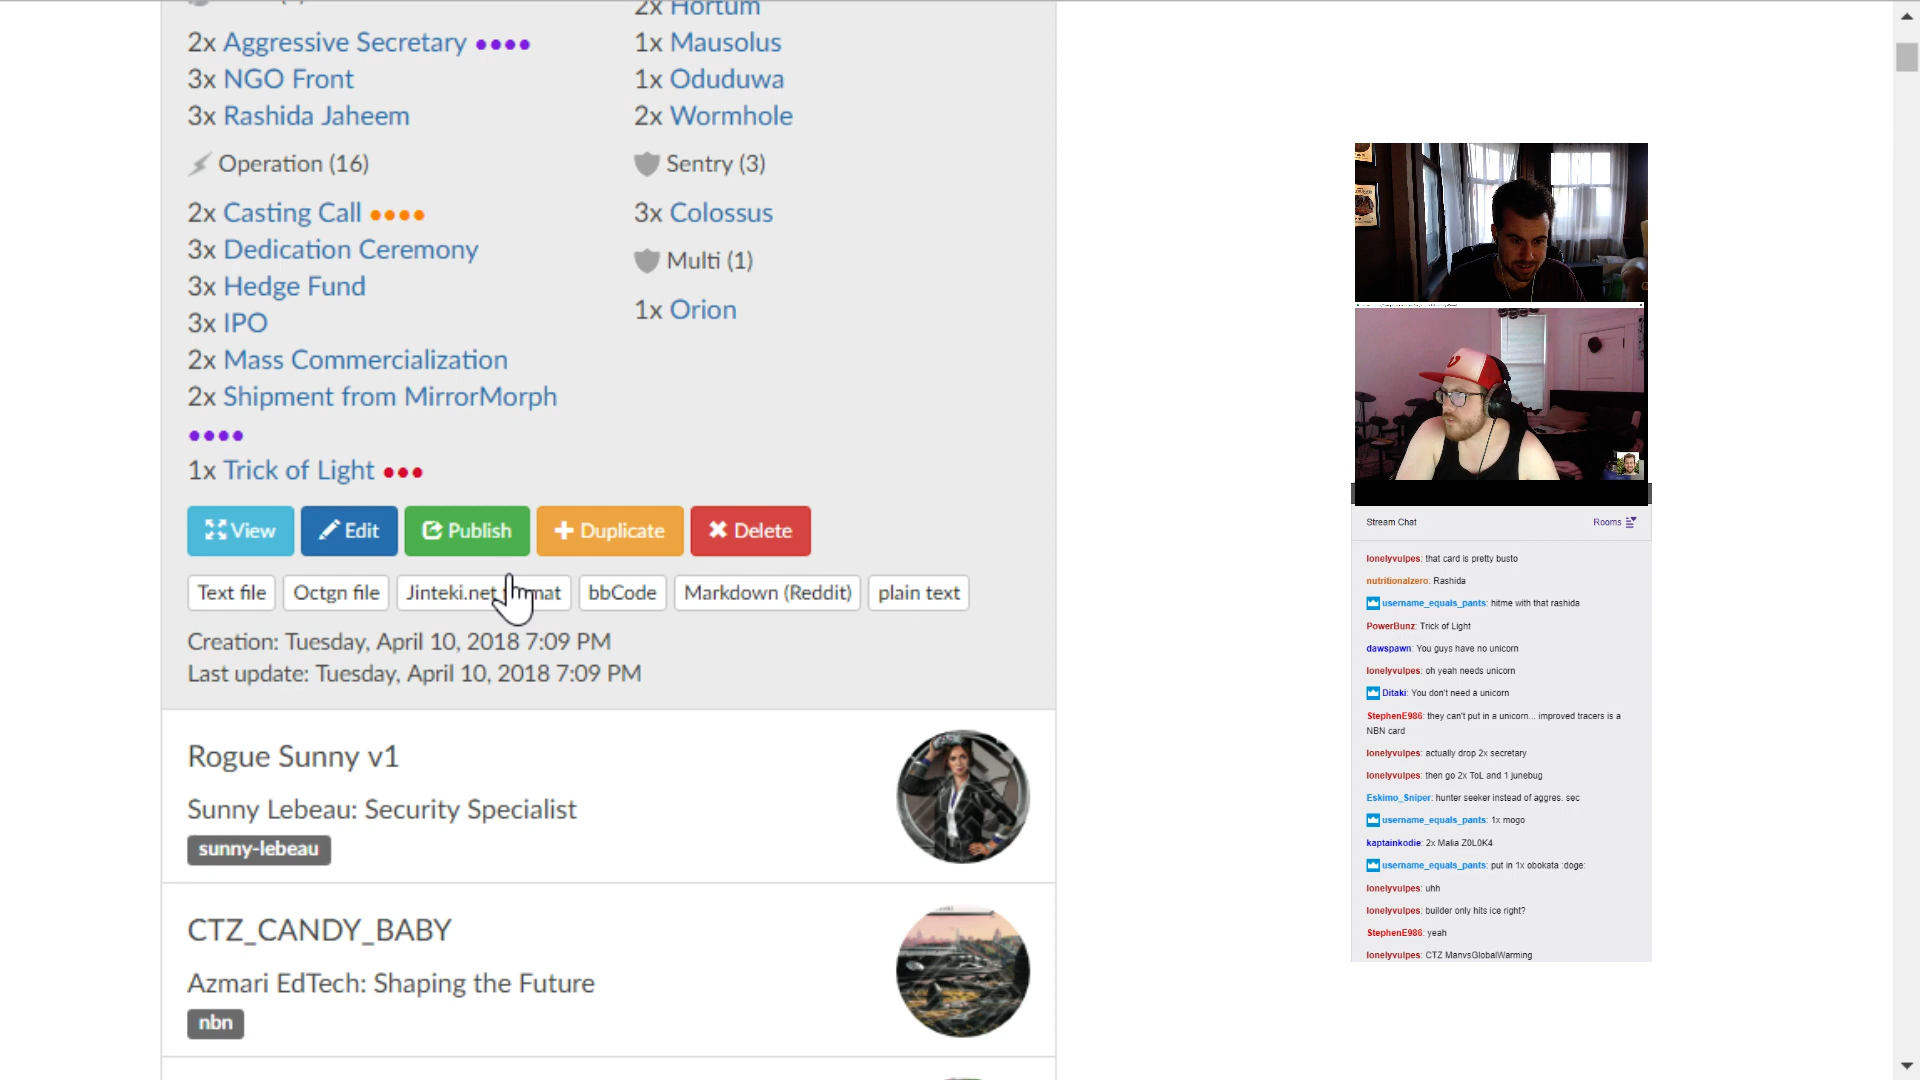 2x Aggressive Secretary
3x NGO Front
3x Rashida Jaheem
Operation (16)
2x Casting Call
3x Dedication Ceremony
3x Hedge Fund
3x IPO
2x Mass Commercialization
2x Shipment from MirrorMorph
1x Trick of Light
2x Hortum
1x Mausolus
1x Oduduwa
2x Wormhole
Sentry (3)
3x Colossus
Multi (1)
1x Orion
View Edit Publish Duplicate Delete
Text file Octgn file Jinteki.net format bbCode Markdown (Reddit) plain text
Creation: Tuesday, April 10, 2018 7:09 PM
Last update: Tuesday, April 10, 2018 7:09 PM
Rogue Sunny v1
Sunny Lebeau: Security Specialist
sunny-lebeau
CTZ_CANDY_BABY
Azmari EdTech: Shaping the Future
nbn
Stream Chat Rooms
lonelyvulpes: that card is pretty busto
nutritionalzero: Rashida
username_equals_pants: hitme with that rashida
PowerBunz: Trick of Light
dawspawn: You guys have no unicorn
lonelyvulpes: oh yeah needs unicorn
Ditaki: You don't need a unicorn
StephenE986: they can't put in a unicorn... improved tracers is a
NBN card
lonelyvulpes: actually drop 2x secretary
lonelyvulpes: then go 2x ToL and 1 junebug
Eskimo_Sniper: hunter seeker instead of aggres. sec
username_equals_pants: 1x mogo
kaptainkodie: 2x Malia Z0L0K4
username_equals_pants: put in 1x obokata :doge:
lonelyvulpes: uhh
lonelyvulpes: builder only hits ice right?
StephenE986: yeah
lonelyvulpes: CTZ ManvsGlobalWarming